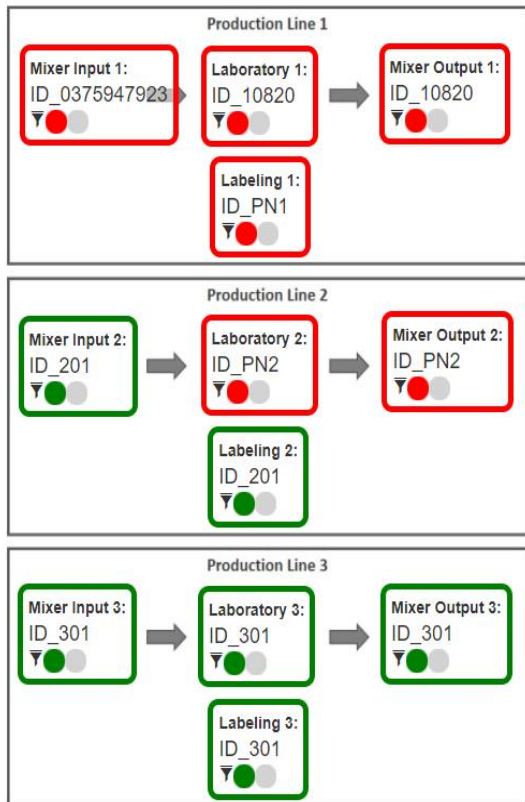 Production Line 1
Mixer Input 1:
ID_0375947923
Laboratory 1:
ID_10820
Mixer Output 1:
ID_10820
Labeling 1:
ID_PN1
Production Line 2
Mixer Input 2:
ID_201
Laboratory 2:
ID_PN2
Mixer Output 2:
ID_PN2
Labeling 2:
ID_201
Production Line 3
Mixer Input 3:
ID_301
Laboratory 3:
ID_301
Mixer Output 3:
ID_301
Labeling 3:
ID_301